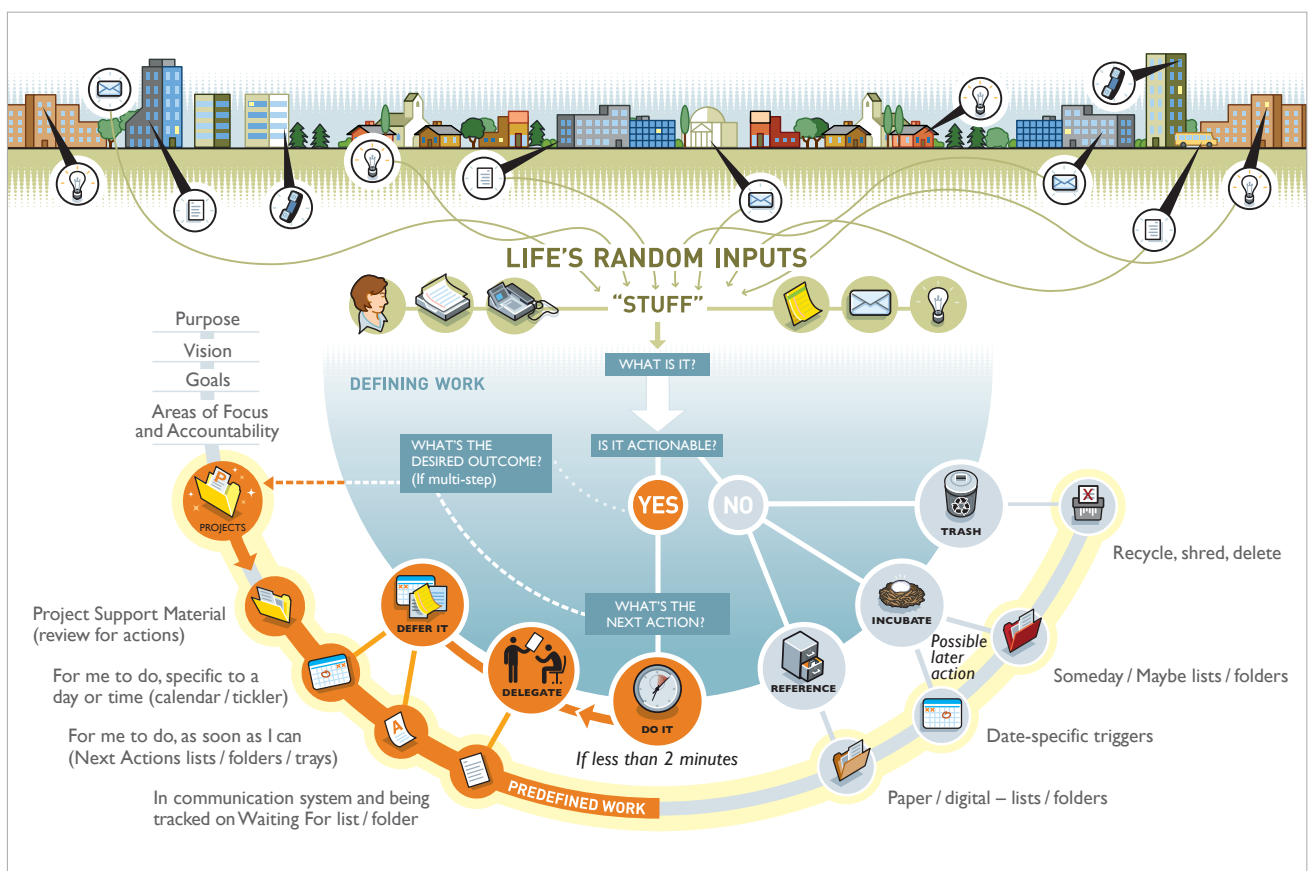 LIFE'S RANDOM INPUTS
"STUFF"
Purpose
Vision
Goals
Areas of Focus
and Accountability
WHAT IS IT?
DEFINING WORK
WHAT'S THE
DESIRED OUTCOME?
(If multi-step)
IS IT ACTIONABLE?
YES
NO
P
PROJECTS
TRASH
Recycle, shred, delete
Project Support Material
(review for actions)
DEFER IT
WHAT'S THE
NEXT ACTION?
INCUBATE
Possible
later
action
Someday / Maybe lists / folders
For me to do, specific to a
day or time (calendar / tickler)
DELEGATE
DO IT
If less than 2 minutes
REFERENCE
Date-specific triggers
For me to do, as soon as I can
(Next Actions lists / folders / trays)
A
In communication system and being
tracked on Waiting For list / folder
PREDEFINED WORK
Paper / digital – lists / folders